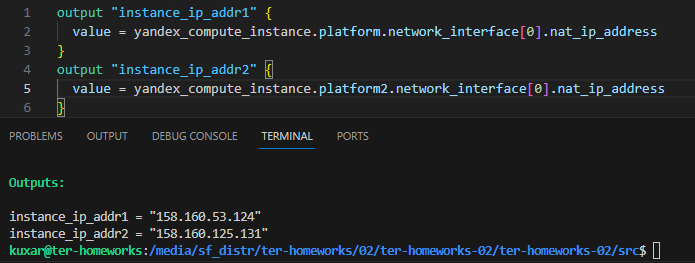 1 output "instance_ip_addr1" {
2   value = yandex_compute_instance.platform.network_interface[0].nat_ip_address
3 }
4 output "instance_ip_addr2" {
5   value = yandex_compute_instance.platform2.network_interface[0].nat_ip_address
6 }
PROBLEMS OUTPUT DEBUG CONSOLE TERMINAL PORTS
Outputs:
instance_ip_addr1 = "158.160.53.124"
instance_ip_addr2 = "158.160.125.131"
kuxar@ter-homeworks:/media/sf_distr/ter-homeworks/02/ter-homeworks-02/ter-homeworks-02/src$